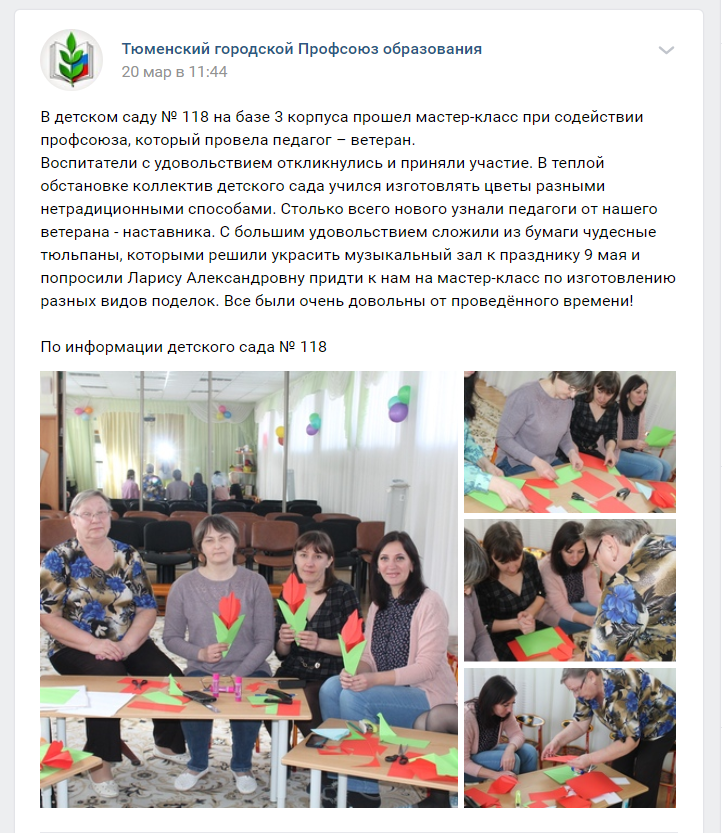 Тюменский городской Профсоюз образования
20 мар в 11:44
В детском саду № 118 на базе 3 корпуса прошел мастер-класс при содействии
профсоюза, который провела педагог – ветеран.
Воспитатели с удовольствием откликнулись и приняли участие. В теплой
обстановке коллектив детского сада учился изготовлять цветы разными
нетрадиционными способами. Столько всего нового узнали педагоги от нашего
ветерана - наставника. С большим удовольствием сложили из бумаги чудесные
тюльпаны, которыми решили украсить музыкальный зал к празднику 9 мая и
попросили Ларису Александровну придти к нам на мастер-класс по изготовлению
разных видов поделок. Все были очень довольны от проведённого времени!
По информации детского сада № 118